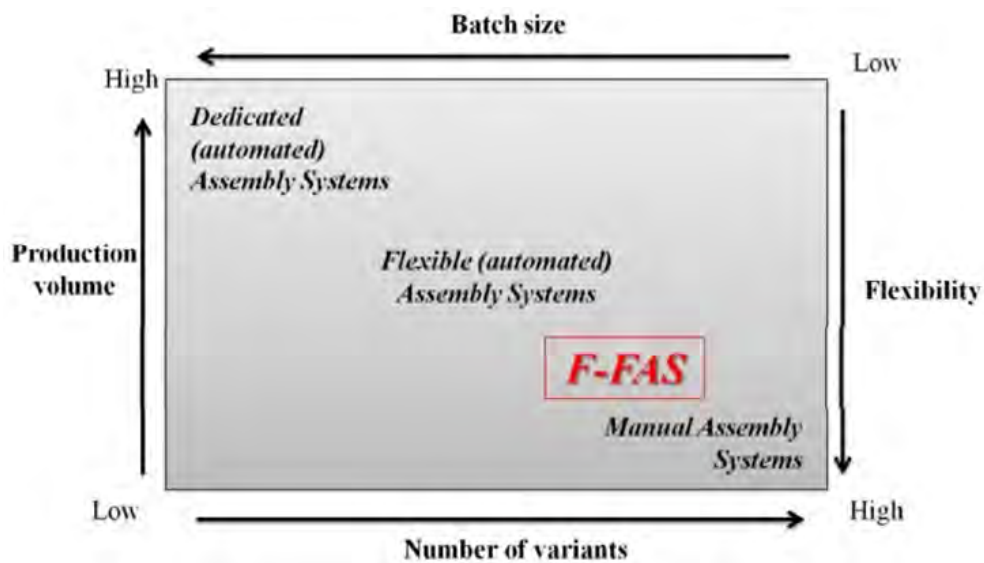 Batch size
High
Low
Dedicated
(automated)
Assembly Systems
Production
volume
Flexible (automated)
Assembly Systems
Flexibility
F-FAS
Manual Assembly
Systems
Low
High
Number of variants